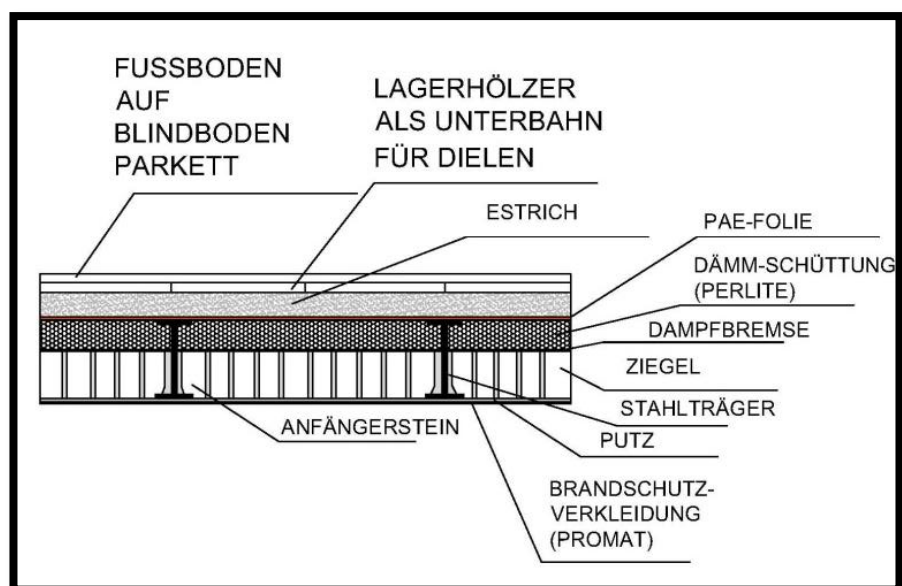 FUSSBODEN
AUF
BLINDBODEN
PARKETT
LAGERHÖLZER
ALS UNTERBAHN
FÜR DIELEN
ESTRICH
PAE-FOLIE
DÄMM-SCHÜTTUNG
(PERLITE)
DAMPFBREMSE
ZIEGEL
STAHLTRÄGER
ANFÄNGERSTEIN
PUTZ
BRANDSCHUTZ-
VERKLEIDUNG
(PROMAT)